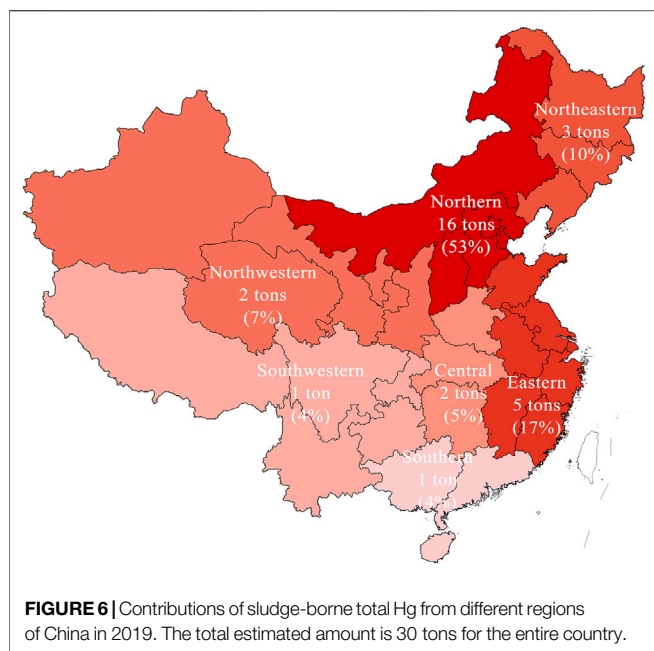 Northeastern
3 tons
(10%)
Northern
16 tons
(53%)
Northwestern
2 tons
(7%)
Southwestern
1 ton
(4%)
Central
2 tons
(5%)
Eastern
5 tons
(17%)
Southern
1 ton
(4%)
FIGURE 6 | Contributions of sludge-borne total Hg from different regions
of China in 2019. The total estimated amount is 30 tons for the entire country.